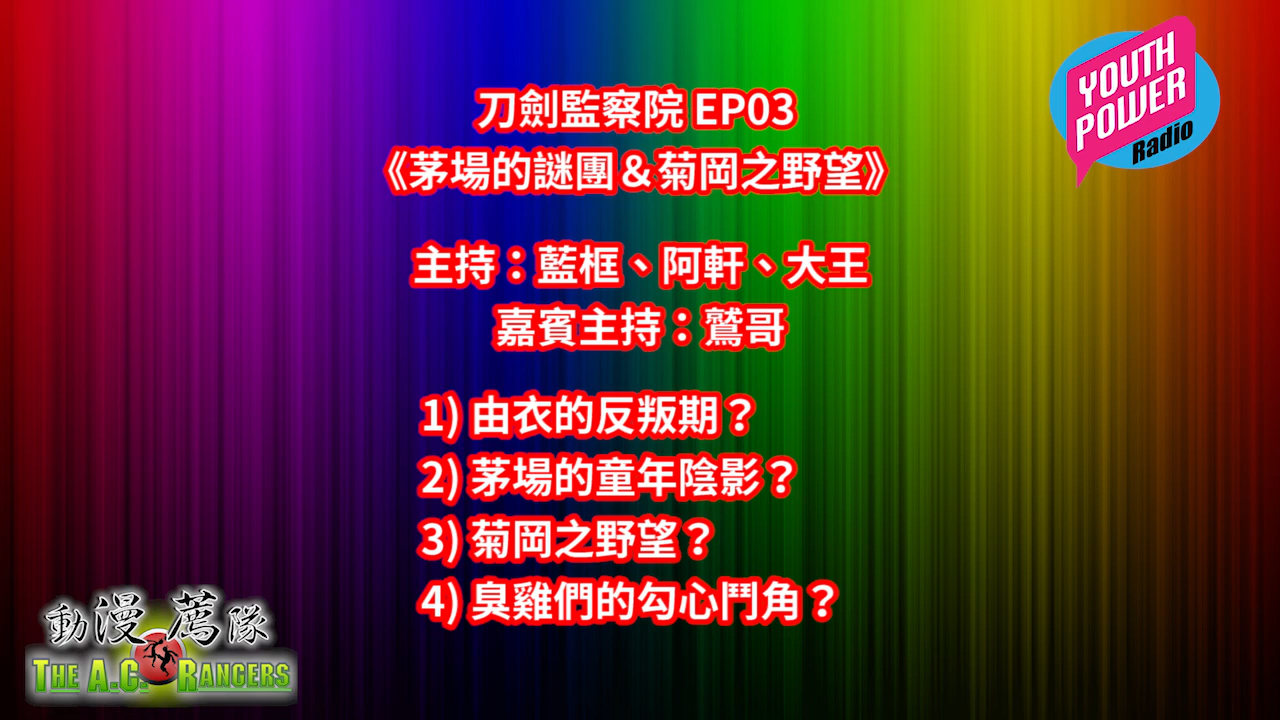 YOUTH
POWER
Radio
刀劍監察院 EP03
《茅場的謎團 & 菊岡之野望》
主持：藍框、阿軒、大王
嘉賓主持：鷲哥
1) 由衣的反叛期？
2) 茅場的童年陰影？
3) 菊岡之野望？
4) 臭雞們的勾心鬥角？
動漫薦隊
THE A.C. RANGERS